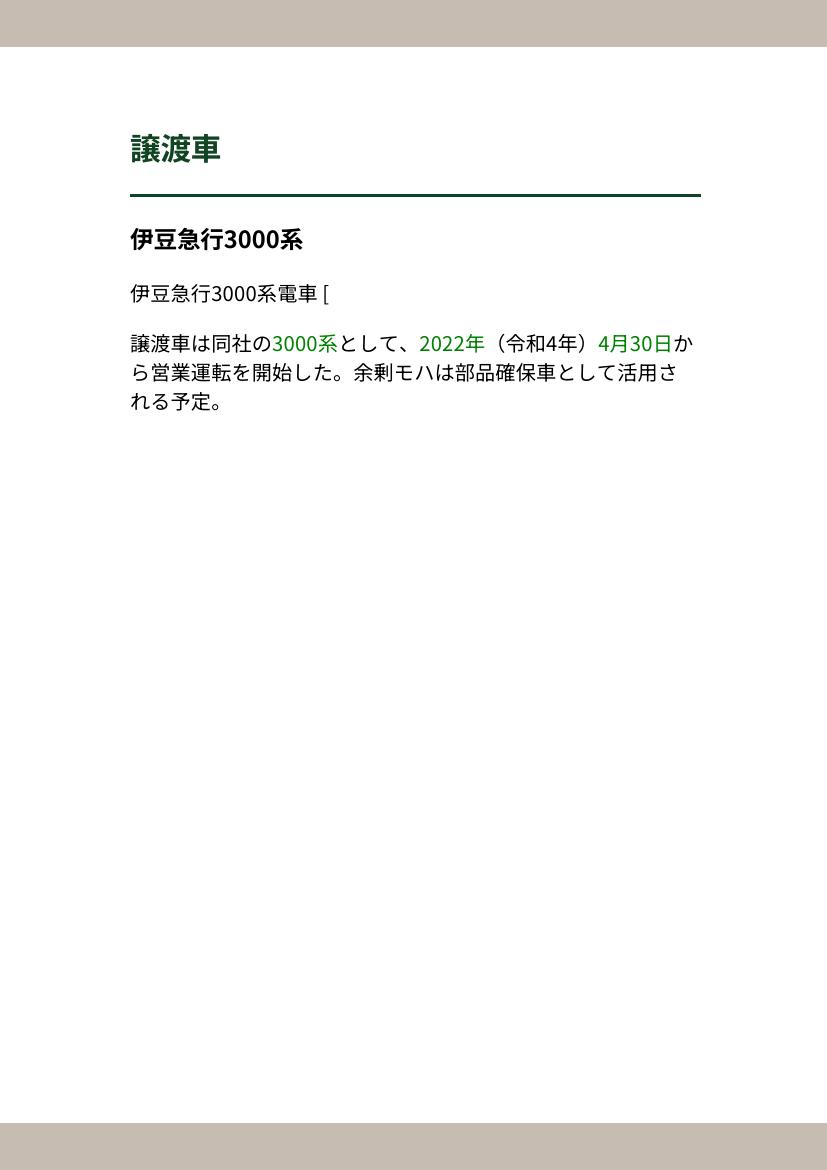 譲渡車
伊豆急行3000系
伊豆急行3000系電車 [
譲渡車は同社の3000系として、2022年（令和4年）4月30日か
ら営業運転を開始した。余剰モハは部品確保車として活用さ
れる予定。